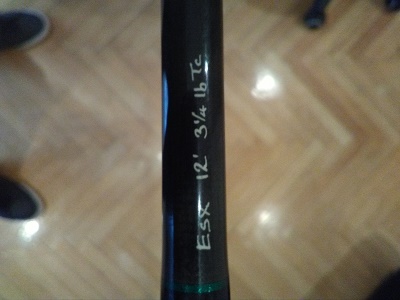 ESX 12' 3¼ lb Tc